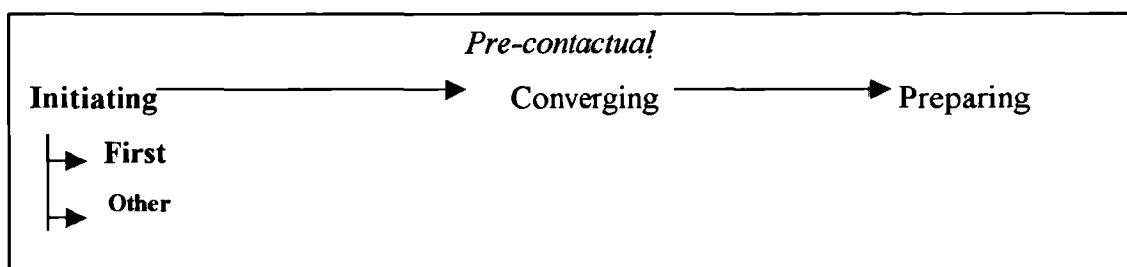 Pre-contactual
Initiating Converging Preparing
First
Other